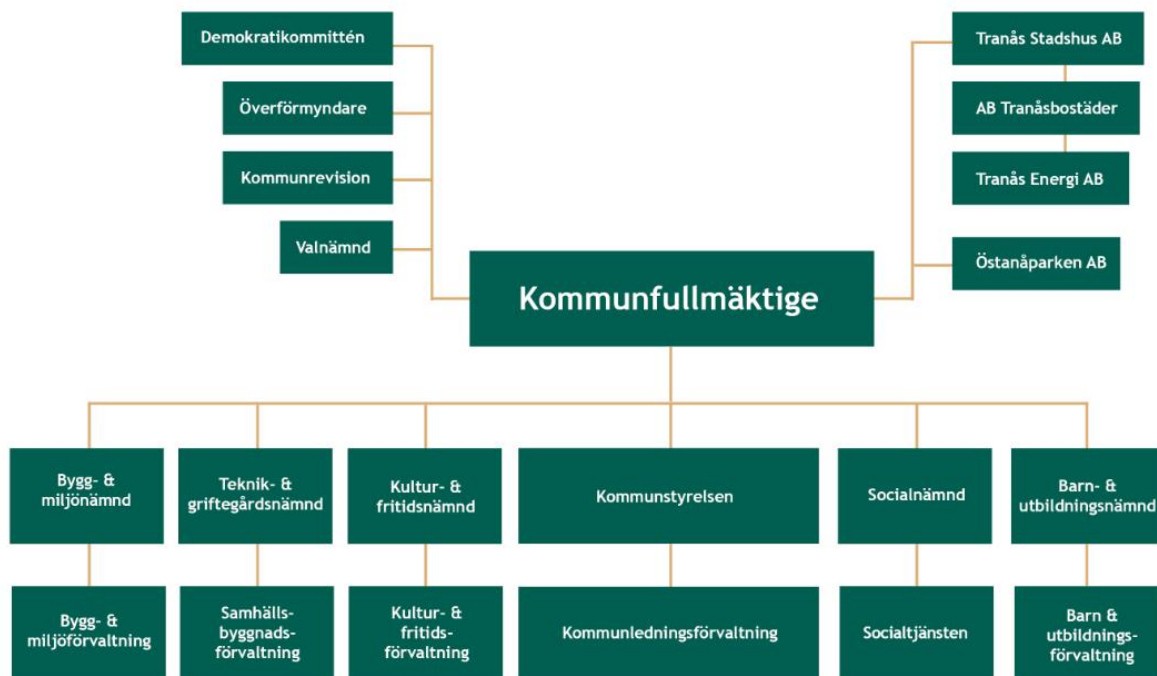 Demokratikommittén
Överförmyndare
Kommunrevision
Valnämnd
Tranås Stadshus AB
AB Tranåsbostäder
Tranås Energi AB
Östanåparken AB
Kommunfullmäktige
Bygg- &
miljönämnd
Teknik- &
griftegårdsnämnd
Kultur- &
fritidsnämnd
Kommunstyrelsen
Socialnämnd
Barn- &
utbildningsnämnd
Bygg- &
miljöförvaltning
Samhälls-
byggnads-
förvaltning
Kultur- &
fritids-
förvaltning
Kommunledningsförvaltning
Socialtjänsten
Barn &
utbildnings-
förvaltning